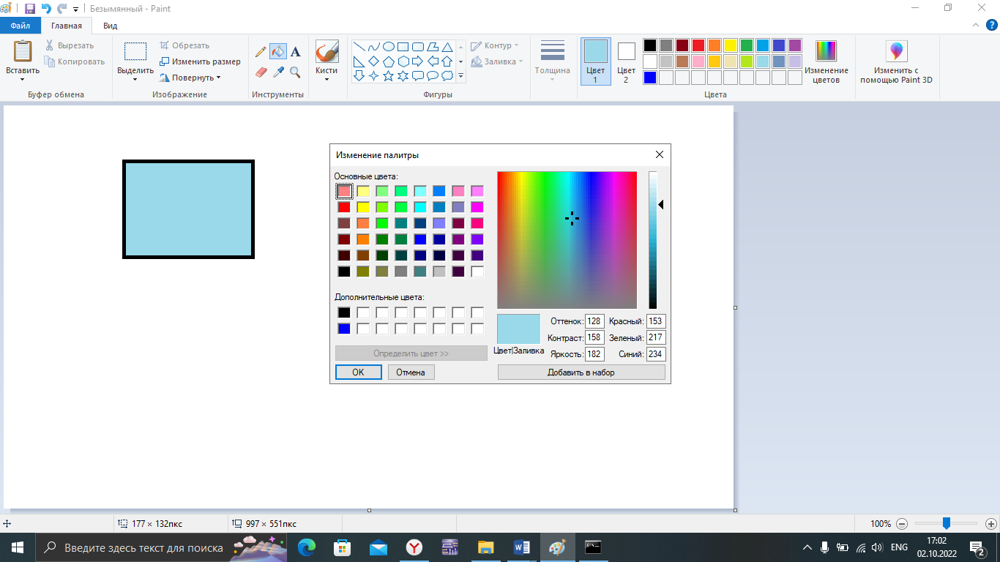 Безымянный - Paint
Файл Главная Вид
Вставить
Вырезать
Копировать
Буфер обмена
Выделить
Обрезать
Изменить размер
Повернуть
Изображение
A
Инструменты
Кисти
Контур
Заливка
Фигуры
Толщина
Цвет
1
Цвет
2
Изменение
цветов
Цвета
Изменить с
помощью Paint 3D
Изменение палитры
Основные цвета:
Дополнительные цвета:
Определить цвет >>
OK Отмена
Цвет|Заливка
Оттенок: 128 Красный: 153
Контраст: 158 Зеленый: 217
Яркость: 182 Синий: 234
Добавить в набор
177 × 132пкс 997 × 551пкс 100%
Введите здесь текст для поиска
ENG
17:02
02.10.2022
2